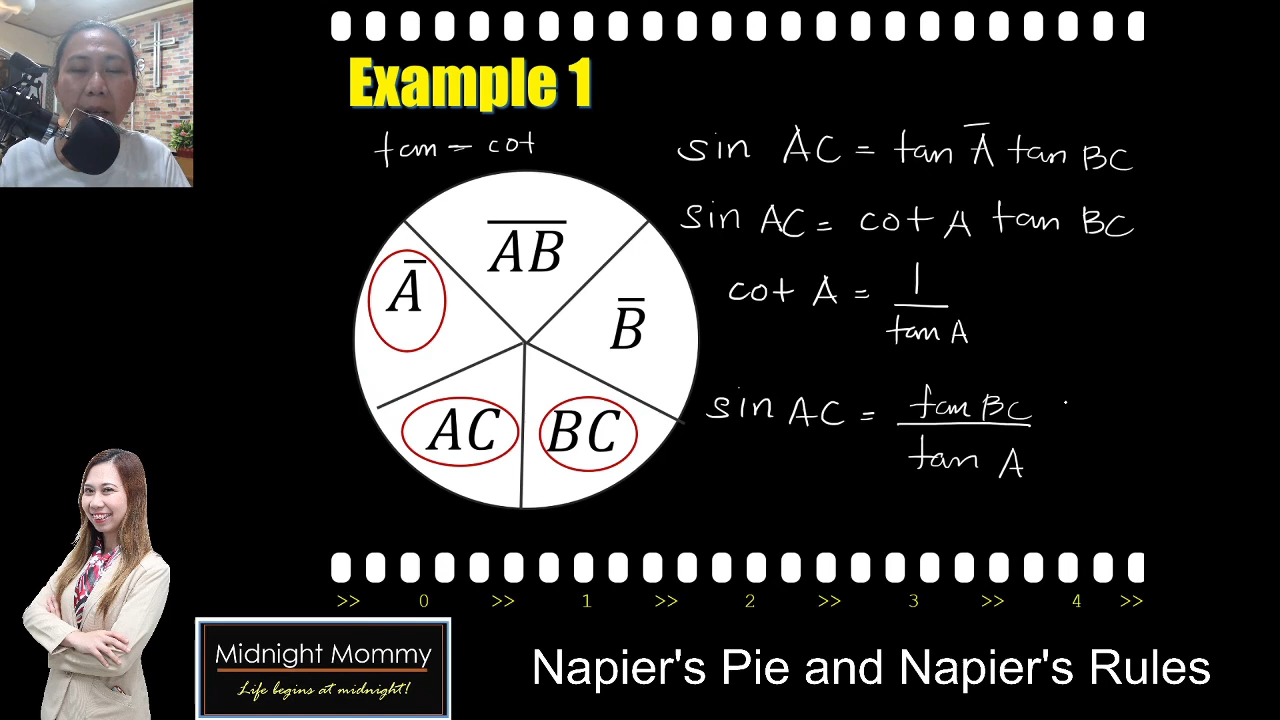 Example 1
tan = cot
sin AC = tan A̅ tan BC
sin AC = cot A tan BC
cot A = 1/tan A
sin AC = tan BC/tan A
A̅B̅
A̅
B̅
AC
BC
>> 0 >> 1 >> 2 >> 3 >> 4 >>
Midnight Mommy
Life begins at midnight!
Napier's Pie and Napier's Rules